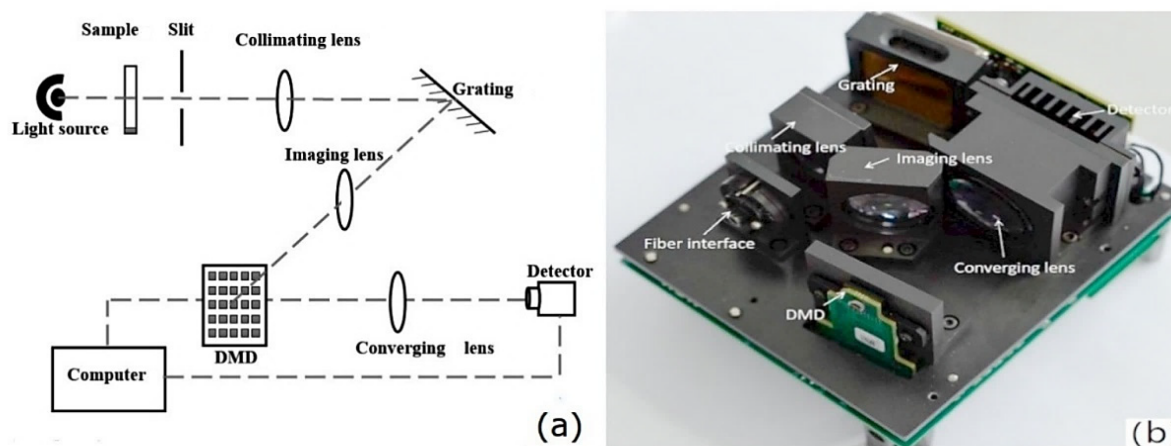 Sample
Slit
Collimating lens
Light source
Grating
Imaging lens
Detector
DMD
Converging lens
Computer
(a)
Grating
Detector
Collimating lens
Imaging lens
Fiber interface
Converging lens
DMD
(b